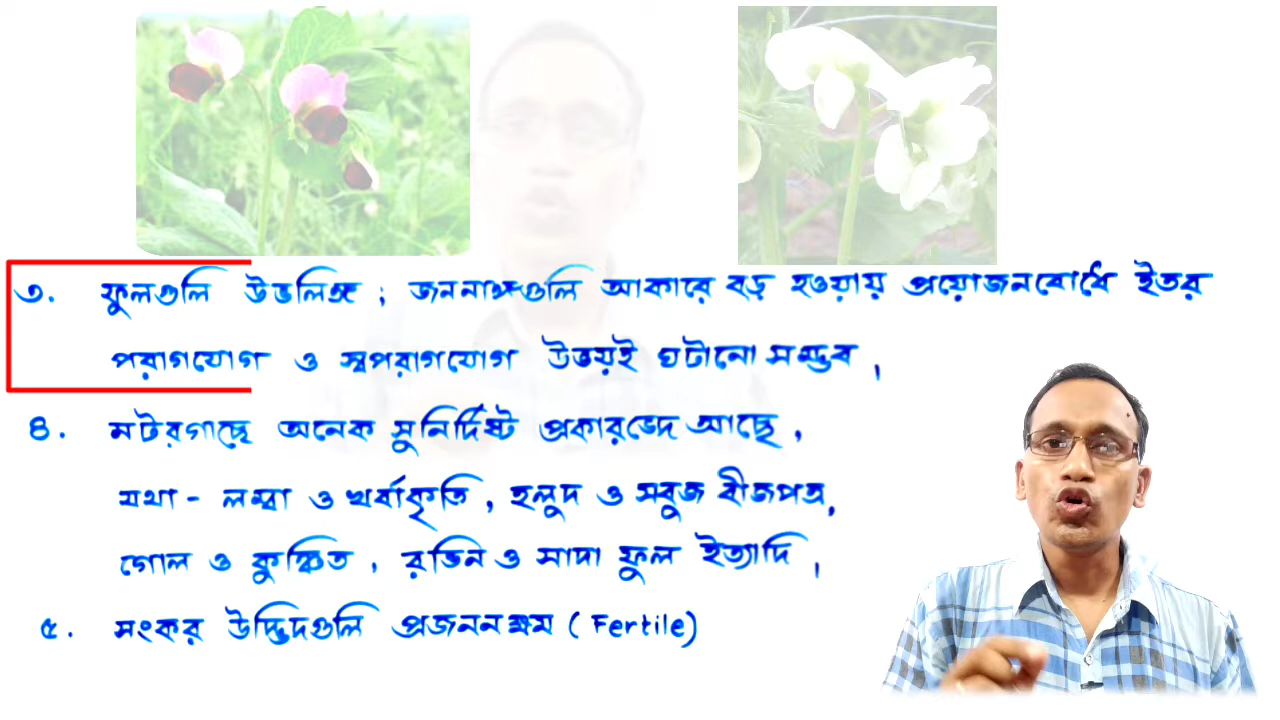 ৩. ফুলগুলি উভলিঙ্গ ; জননাঙ্গগুলি আকারে বড় হওয়ায় প্রয়োজনবোধে ইতর
পরাগযোগ ও স্বপরাগযোগ উভয়ই ঘটানো সম্ভব ,
৪. মটরগাছে অনেক সুনির্দিষ্ট প্রকারভেদ আছে ,
যথা - লম্বা ও খর্বাকৃতি , হলুদ ও সবুজ বীজপত্র,
গোল ও কুঞ্চিত , রঙিন ও সাদা ফুল ইত্যাদি ,
৫. সংকর উদ্ভিদগুলি প্রজননক্ষম ( Fertile)